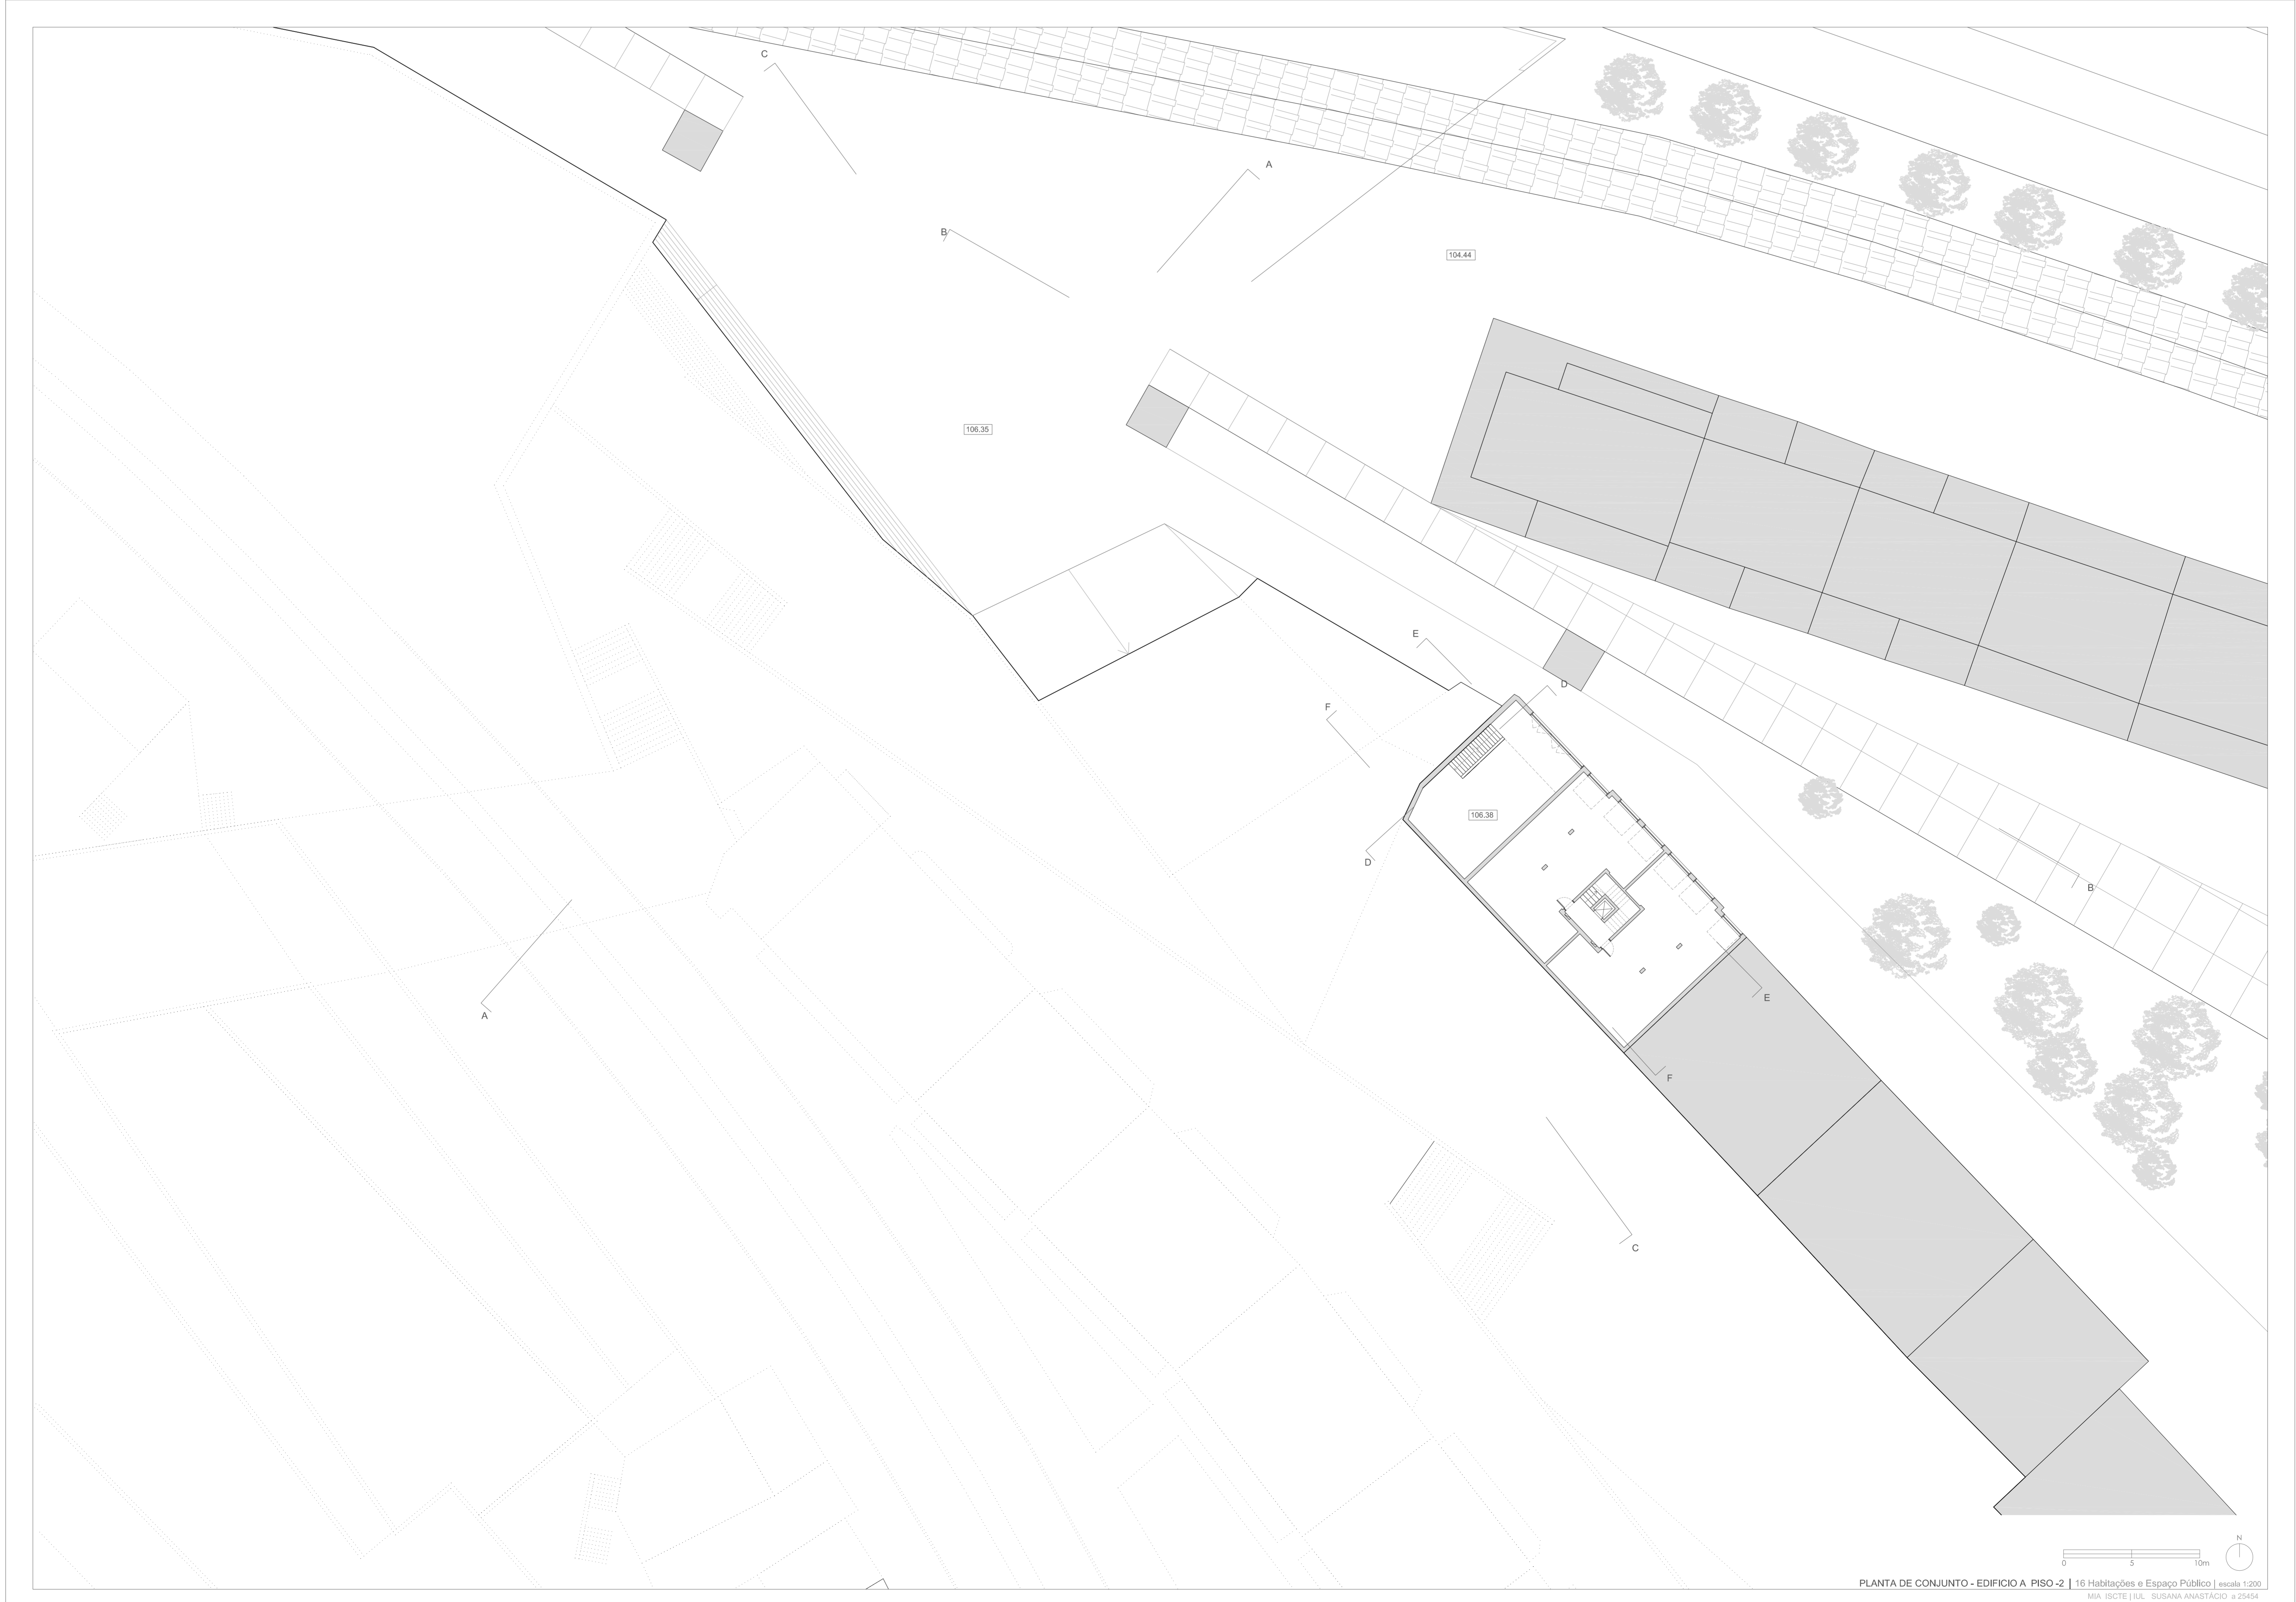 C
A
B
104.44
106.35
E
D
F
106.38
D
B
E
A
F
C
N
0 5 10m
PLANTA DE CONJUNTO - EDIFICIO A PISO -2 | 16 Habitações e Espaço Público | escala 1:200
MIA ISCTE | IUL SUSANA ANASTÁCIO a 25454